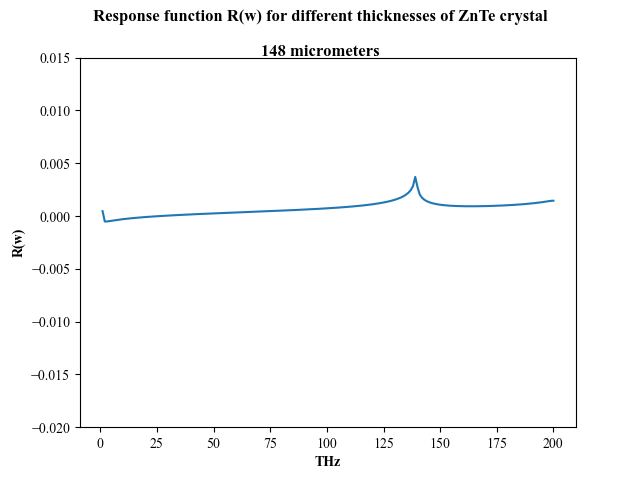 Response function R(w) for different thicknesses of ZnTe crystal
148 micrometers
0.015
0.010
0.005
0.000
−0.005
−0.010
−0.015
−0.020
R(w)
0 25 50 75 100 125 150 175 200
THz